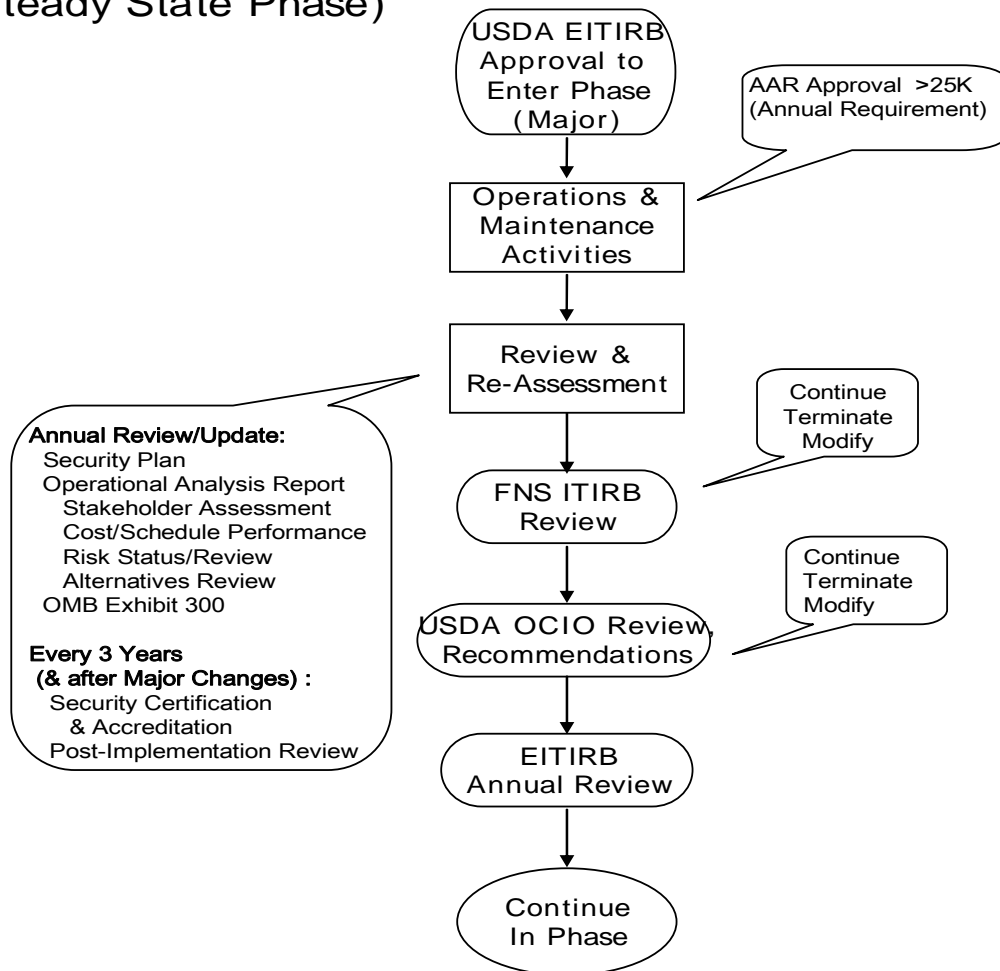 teady State Phase)
USDA EITIRB
Approval to
Enter Phase
(Major)
AAR Approval >25K
(Annual Requirement)
Operations &
Maintenance
Activities
Review &
Re-Assessment
Annual Review/Update:
Security Plan
Operational Analysis Report
Stakeholder Assessment
Cost/Schedule Performance
Risk Status/Review
Alternatives Review
OMB Exhibit 300
Every 3 Years
(& after Major Changes) :
Security Certification
& Accreditation
Post-Implementation Review
Continue
Terminate
Modify
FNS ITIRB
Review
Continue
Terminate
Modify
USDA OCIO Review,
Recommendations
EITIRB
Annual Review
Continue
In Phase